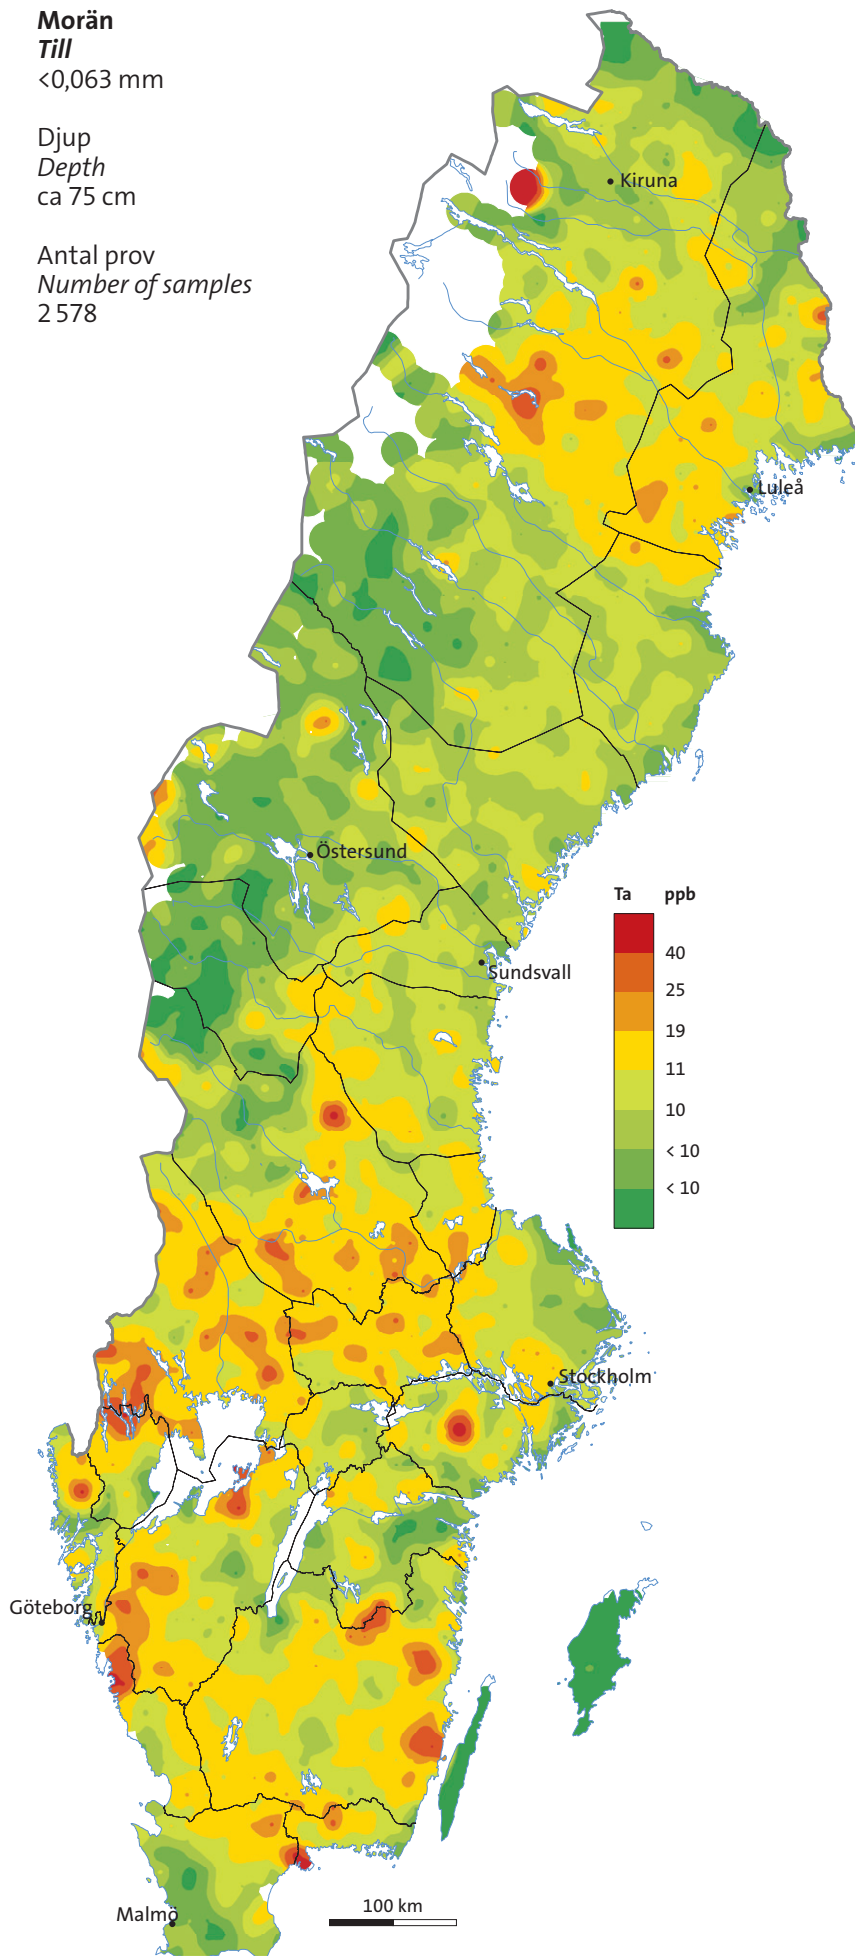 Morän
Till
<0,063 mm
Djup
Depth
ca 75 cm
Antal prov
Number of samples
2 578
Kiruna
Luleå
Östersund
Ta ppb
40
25
19
11
10
< 10
< 10
Sundsvall
Stockholm
Göteborg
100 km
Malmö